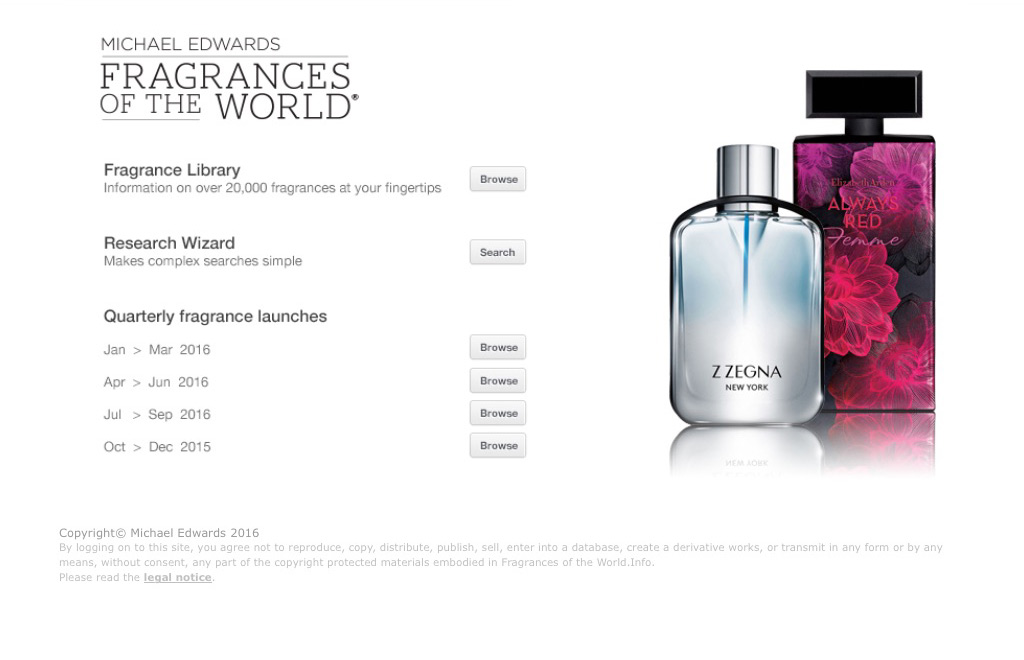 MICHAEL EDWARDS
FRAGRANCES
OF THE WORLD®
Fragrance Library
Information on over 20,000 fragrances at your fingertips
Browse
Research Wizard
Makes complex searches simple
Search
Quarterly fragrance launches
Jan > Mar 2016
Browse
Apr > Jun 2016
Browse
Jul > Sep 2016
Browse
Oct > Dec 2015
Browse
ElizabethArden
ALWAYS
RED
Femme
Z ZEGNA
NEW YORK
Copyright© Michael Edwards 2016
By logging on to this site, you agree not to reproduce, copy, distribute, publish, sell, enter into a database, create a derivative works, or transmit in any form or by any
means, without consent, any part of the copyright protected materials embodied in Fragrances of the World.Info.
Please read the legal notice.